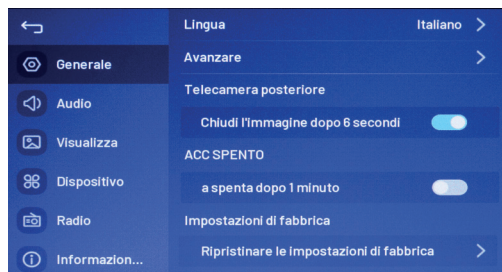 Lingua
Italiano
Generale
Avanzare
Telecamera posteriore
Audio
Chiudi l'immagine dopo 6 secondi
Visualizza
ACC SPENTO
Dispositivo
a spenta dopo 1 minuto
Radio
Impostazioni di fabbrica
Informazion...
Ripristinare le impostazioni di fabbrica